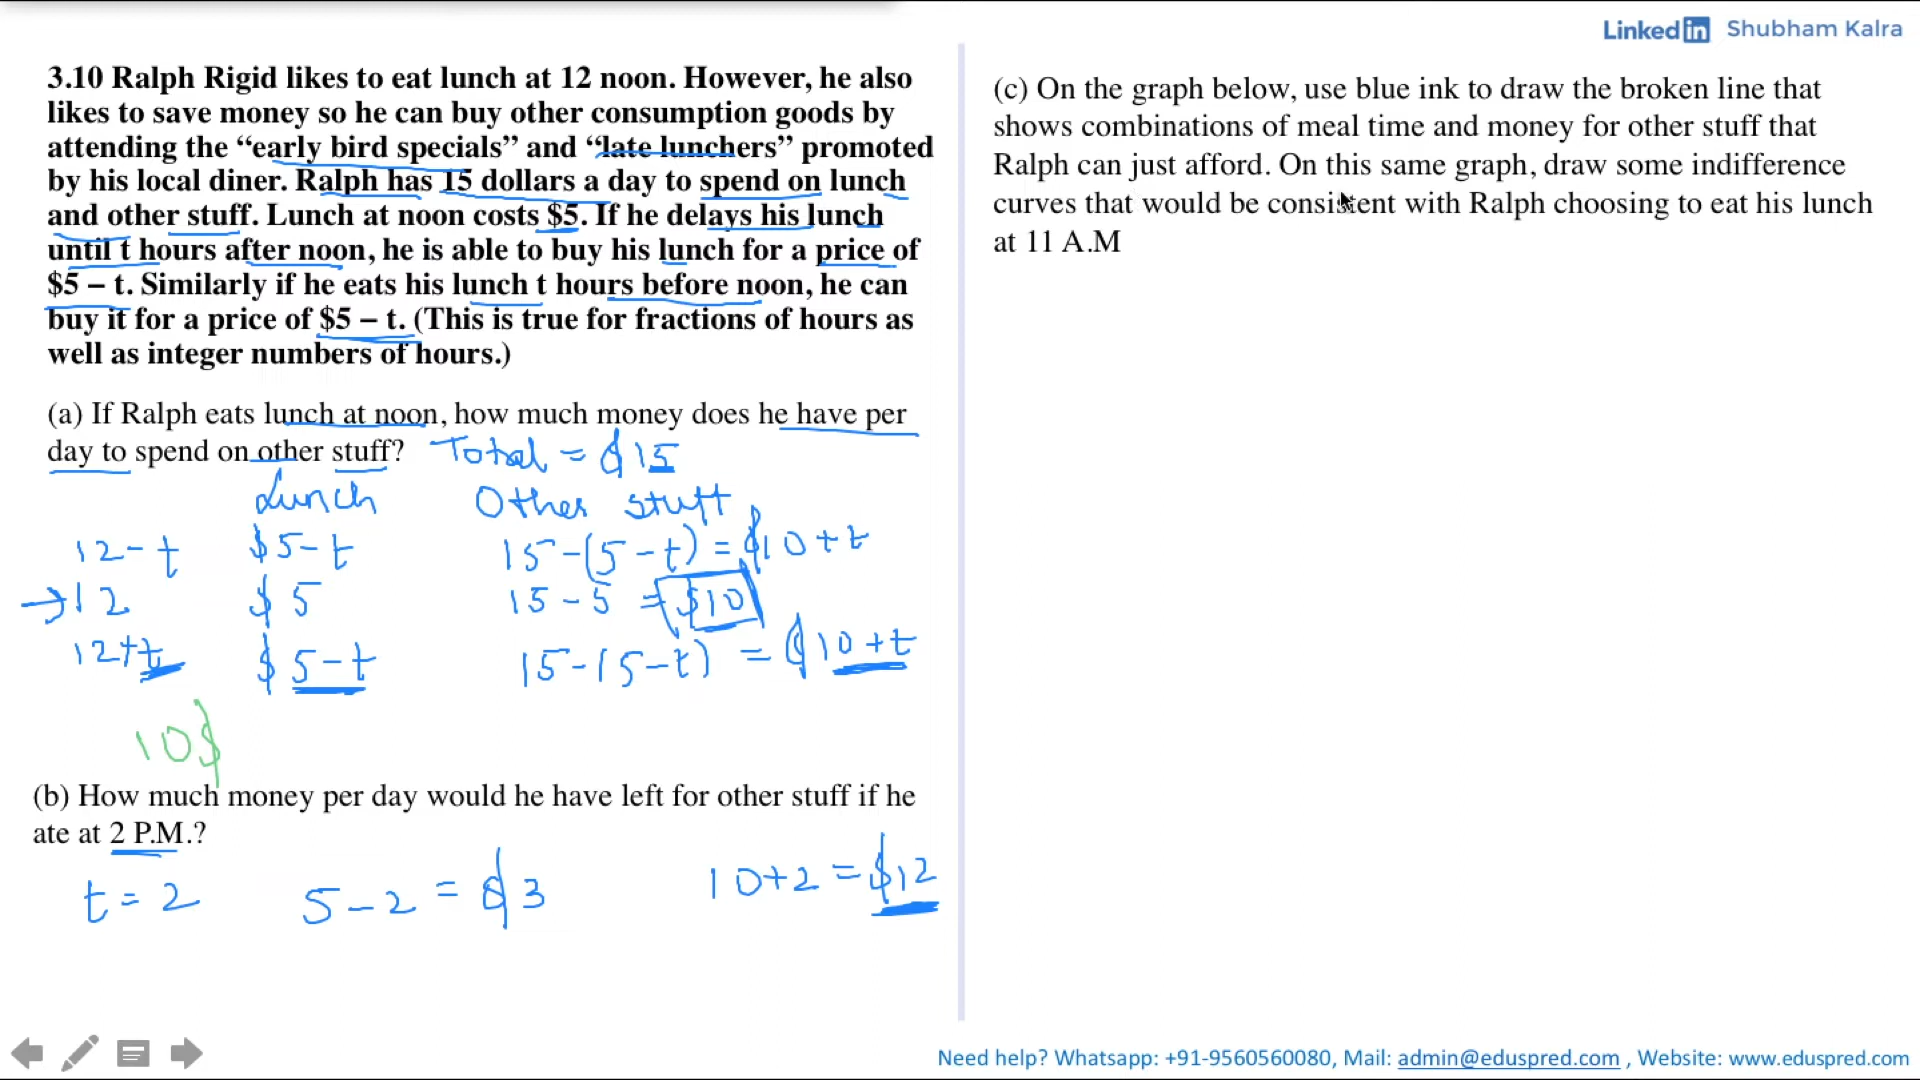 Linked in Shubham Kalra
3.10 Ralph Rigid likes to eat lunch at 12 noon. However, he also
likes to save money so he can buy other consumption goods by
attending the “early bird specials” and “late lunchers” promoted
by his local diner. Ralph has 15 dollars a day to spend on lunch
and other stuff. Lunch at noon costs $5. If he delays his lunch
until t hours after noon, he is able to buy his lunch for a price of
$5 – t. Similarly if he eats his lunch t hours before noon, he can
buy it for a price of $5 – t. (This is true for fractions of hours as
well as integer numbers of hours.)
(a) If Ralph eats lunch at noon, how much money does he have per
day to spend on other stuff? Total = $15
Lunch Other stuff
12-t $5-t 15-(5-t) = $10+t
→12 $5 15-5 = $10
12+t $5-t 15-(5-t) = $10+t
10$
(b) How much money per day would he have left for other stuff if he
ate at 2 P.M.?
t = 2 5-2 = $3 10+2 = $12
(c) On the graph below, use blue ink to draw the broken line that
shows combinations of meal time and money for other stuff that
Ralph can just afford. On this same graph, draw some indifference
curves that would be consistent with Ralph choosing to eat his lunch
at 11 A.M
Need help? Whatsapp: +91-9560560080, Mail: admin@eduspred.com , Website: www.eduspred.com